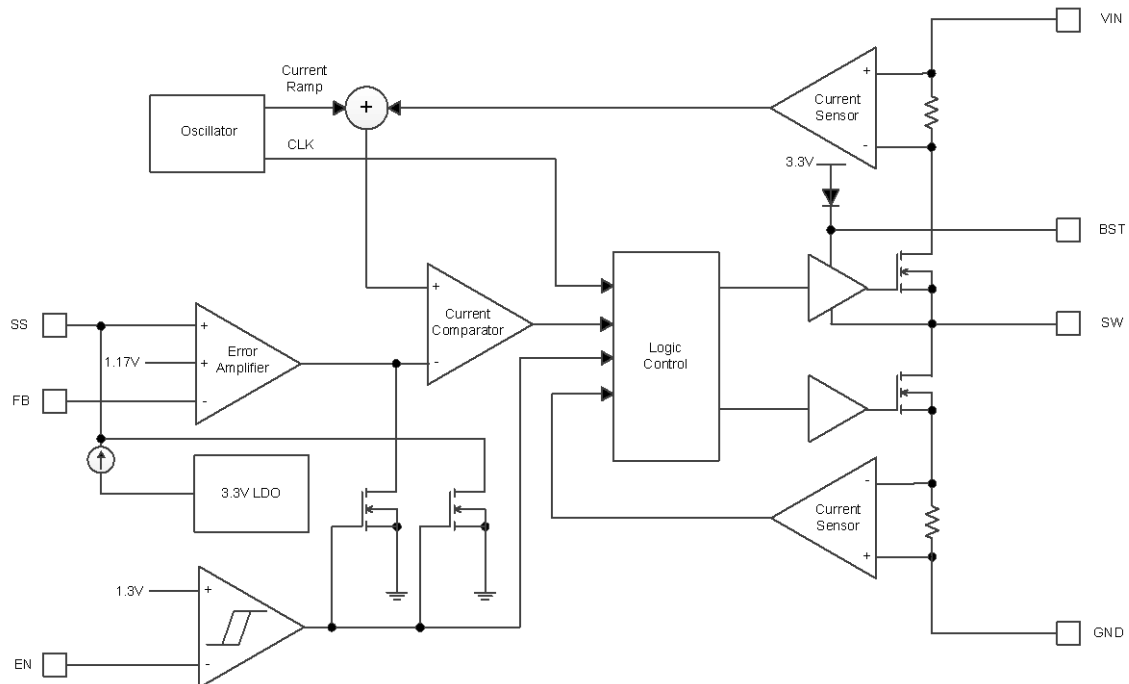 VIN
Current
Ramp
+
+
Current
Sensor
-
Oscillator
CLK
3.3V
BST
+
Current
Comparator
-
SS
+
Error
Amplifier
1.17V
+
FB
-
Logic
Control
SW
3.3V LDO
-
Current
Sensor
+
1.3V
+
EN
-
GND